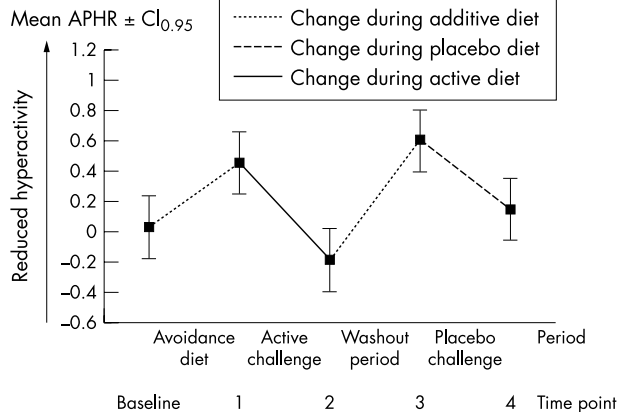 Mean APHR ± CI0.95
Change during additive diet
Change during placebo diet
Change during active diet
Reduced hyperactivity
1.2
1
0.8
0.6
0.4
0.2
0
–0.2
–0.4
–0.6
Avoidance diet
Active challenge
Washout period
Placebo challenge
Period
Baseline 1 2 3 4 Time point